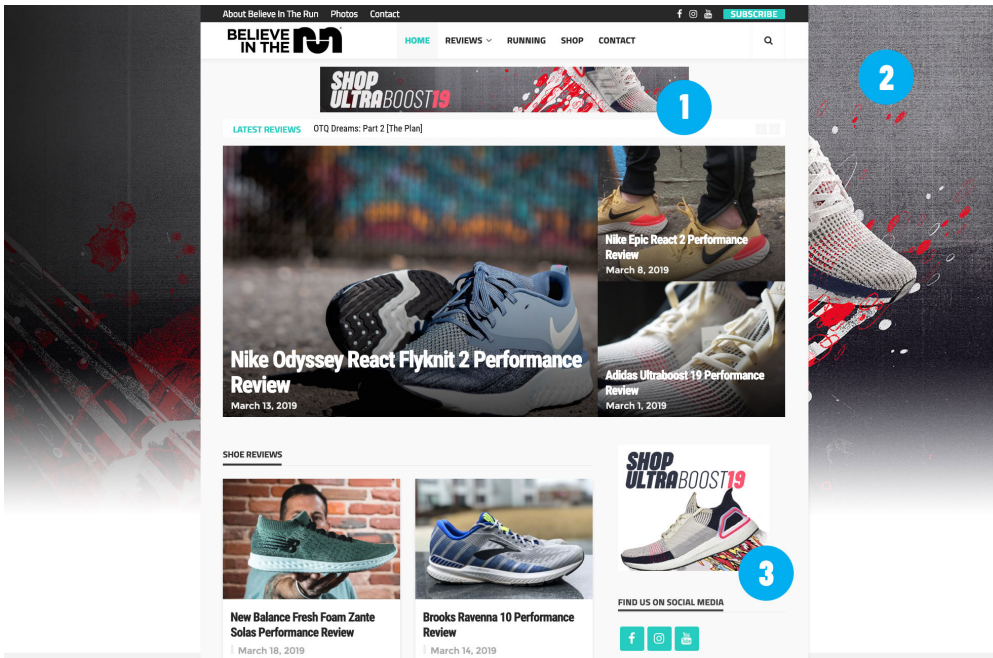 About Believe In The Run Photos Contact
SUBSCRIBE
BELIEVE
IN THE
HOME REVIEWS RUNNING SHOP CONTACT
SHOP
ULTRABOOST19
1
2
LATEST REVIEWS OTQ Dreams: Part 2 [The Plan]
Nike Epic React 2 Performance
Review
March 8, 2019
Nike Odyssey React Flyknit 2 Performance
Review
March 13, 2019
Adidas Ultraboost 19 Performance
Review
March 1, 2019
SHOE REVIEWS
SHOP
ULTRABOOST19
3
New Balance Fresh Foam Zante
Solas Performance Review
March 18, 2019
Brooks Ravenna 10 Performance
Review
March 14, 2019
FIND US ON SOCIAL MEDIA